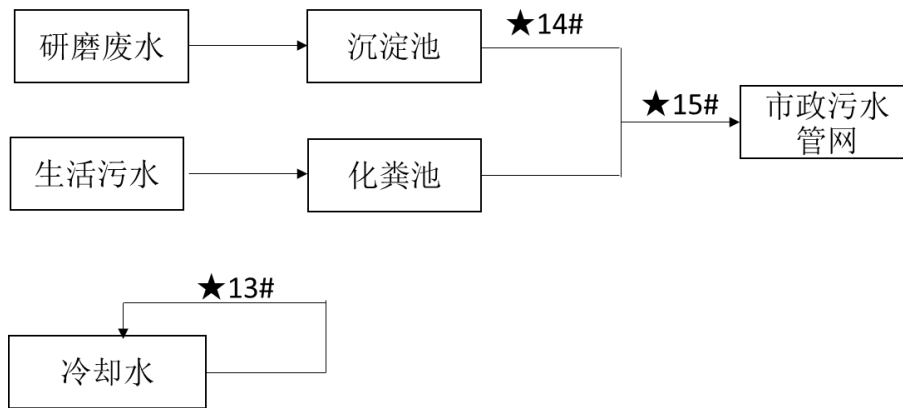 研磨废水
沉淀池
★14#
★15#
市政污水
管网
生活污水
化粪池
★13#
冷却水